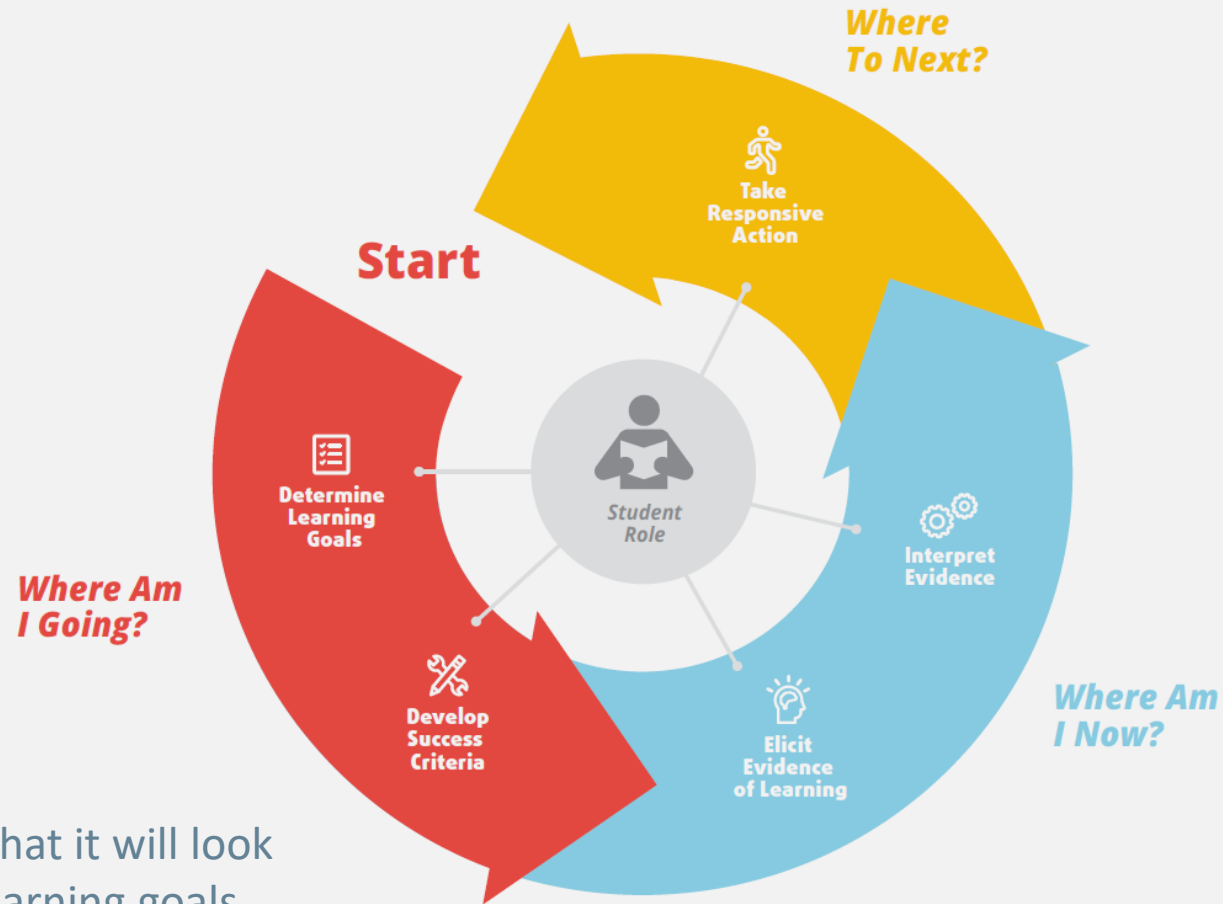 Where
To Next?
Take
Responsive
Action
Start
Determine
Learning
Goals
Student
Role
Interpret
Evidence
Where Am
I Going?
Develop
Success
Criteria
Elicit
Evidence
of Learning
Where Am
I Now?
it will look
goals